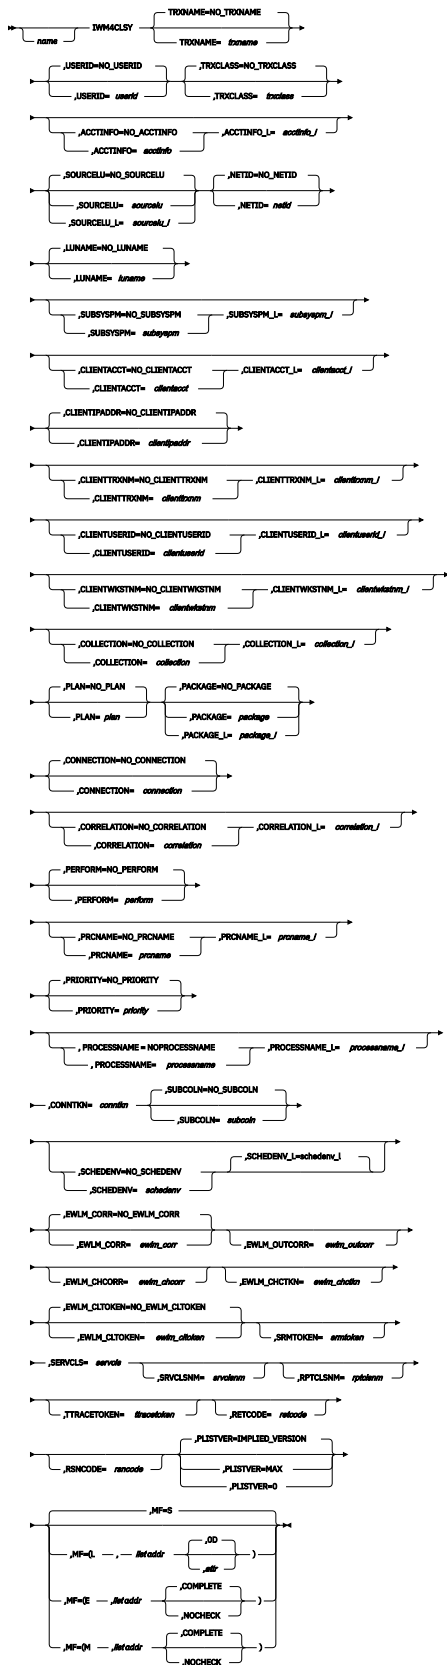 TRXNAME=NO_TRXNAME
name IWM4CLSY TRXNAME= trxname
,USERID=NO_USERID ,TRXCLASS=NO_TRXCLASS
,USERID= userid ,TRXCLASS= trxclass
,ACCTINFO=NO_ACCTINFO ,ACCTINFO_L= acctinfo_l
,ACCTINFO= acctinfo
,SOURCELU=NO_SOURCELU ,NETID=NO_NETID
,SOURCELU= sourcelu ,NETID= netid
,SOURCELU_L= sourcelu_l
,LUNAME=NO_LUNAME
,LUNAME= luname
,SUBSYSPM=NO_SUBSYSPM ,SUBSYSPM_L= subsyspm_l
,SUBSYSPM= subsyspm
,CLIENTACCT=NO_CLIENTACCT ,CLIENTACCT_L= clientacct_l
,CLIENTACCT= clientacct
,CLIENTIPADDR=NO_CLIENTIPADDR
,CLIENTIPADDR= clientipaddr
,CLIENTTRXNM=NO_CLIENTTRXNM ,CLIENTTRXNM_L= clienttrxnm_l
,CLIENTTRXNM= clienttrxnm
,CLIENTUSERID=NO_CLIENTUSERID ,CLIENTUSERID_L= clientuserid_l
,CLIENTUSERID= clientuserid
,CLIENTWKSTNM=NO_CLIENTWKSTNM ,CLIENTWKSTNM_L= clientwkstnm_l
,CLIENTWKSTNM= clientwkstnm
,COLLECTION=NO_COLLECTION ,COLLECTION_L= collection_l
,COLLECTION= collection
,PLAN=NO_PLAN ,PACKAGE=NO_PACKAGE
,PLAN= plan ,PACKAGE= package
,PACKAGE_L= package_l
,CONNECTION=NO_CONNECTION
,CONNECTION= connection
,CORRELATION=NO_CORRELATION ,CORRELATION_L= correlation_l
,CORRELATION= correlation
,PERFORM=NO_PERFORM
,PERFORM= perform
,PRCNAME=NO_PRCNAME ,PRCNAME_L= prcname_l
,PRCNAME= prcname
,PRIORITY=NO_PRIORITY
,PRIORITY= priority
, PROCESSNAME = NOPROCESSNAME ,PROCESSNAME_L= processname_l
, PROCESSNAME= processname
,SUBCOLN=NO_SUBCOLN
,CONNTKN= conntkn ,SUBCOLN= subcoln
,SCHEDENV_L=schedenv_l
,SCHEDENV=NO_SCHEDENV
,SCHEDENV= schedenv
,EWLM_CORR=NO_EWLM_CORR
,EWLM_CORR= ewlm_corr ,EWLM_OUTCORR= ewlm_outcorr
,EWLM_CHCORR= ewlm_chcorr ,EWLM_CHCTKN= ewlm_chctkn
,EWLM_CLTOKEN=NO_EWLM_CLTOKEN
,EWLM_CLTOKEN= ewlm_cltoken ,SRMTOKEN= srmtoken
,SERVCLS= servcls ,SRVCLSNM= srvclsnm ,RPTCLSNM= rptclsnm
,TTRACETOKEN= ttracetoken ,RETCODE= retcode
,PLISTVER=IMPLIED_VERSION
,RSNCODE= rsncode ,PLISTVER=MAX
,PLISTVER=0
,MF=S
,0D
,MF=(L , list addr ,attr )
,COMPLETE
,MF=(E ,list addr ,NOCHECK )
,COMPLETE
,MF=(M ,list addr ,NOCHECK )